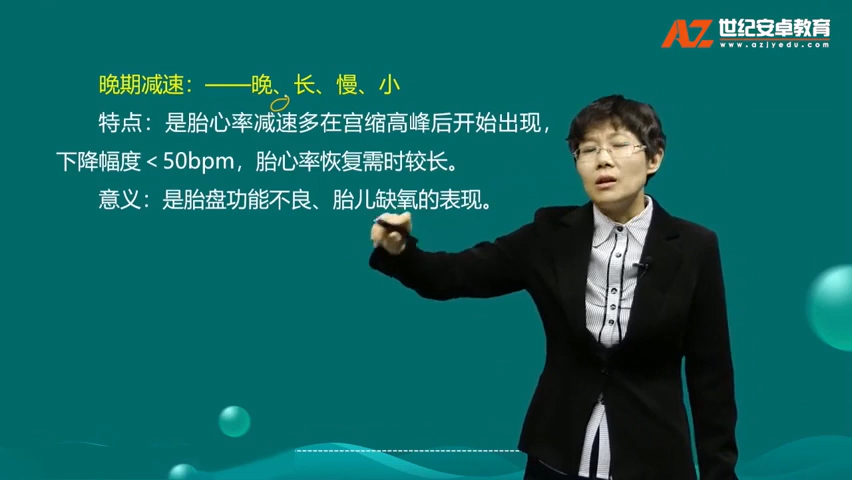 AZ 世纪安卓教育
www.azjyedu.com
晚期减速：——晚、长、慢、小
特点：是胎心率减速多在宫缩高峰后开始出现，
下降幅度＜50bpm，胎心率恢复需时较长。
意义：是胎盘功能不良、胎儿缺氧的表现。